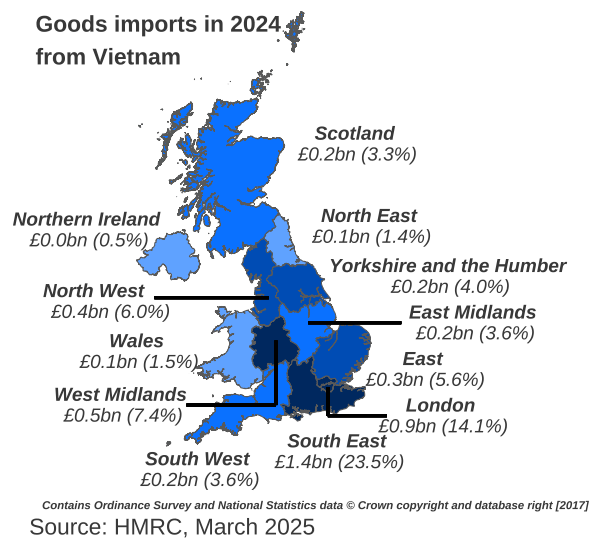 Goods imports in 2024
from Vietnam
Scotland
£0.2bn (3.3%)
Northern Ireland
£0.0bn (0.5%)
North East
£0.1bn (1.4%)
Yorkshire and the Humber
£0.2bn (4.0%)
North West
£0.4bn (6.0%)
East Midlands
£0.2bn (3.6%)
Wales
£0.1bn (1.5%)
East
£0.3bn (5.6%)
West Midlands
£0.5bn (7.4%)
London
£0.9bn (14.1%)
South East
£1.4bn (23.5%)
South West
£0.2bn (3.6%)
Contains Ordinance Survey and National Statistics data © Crown copyright and database right [2017]
Source: HMRC, March 2025